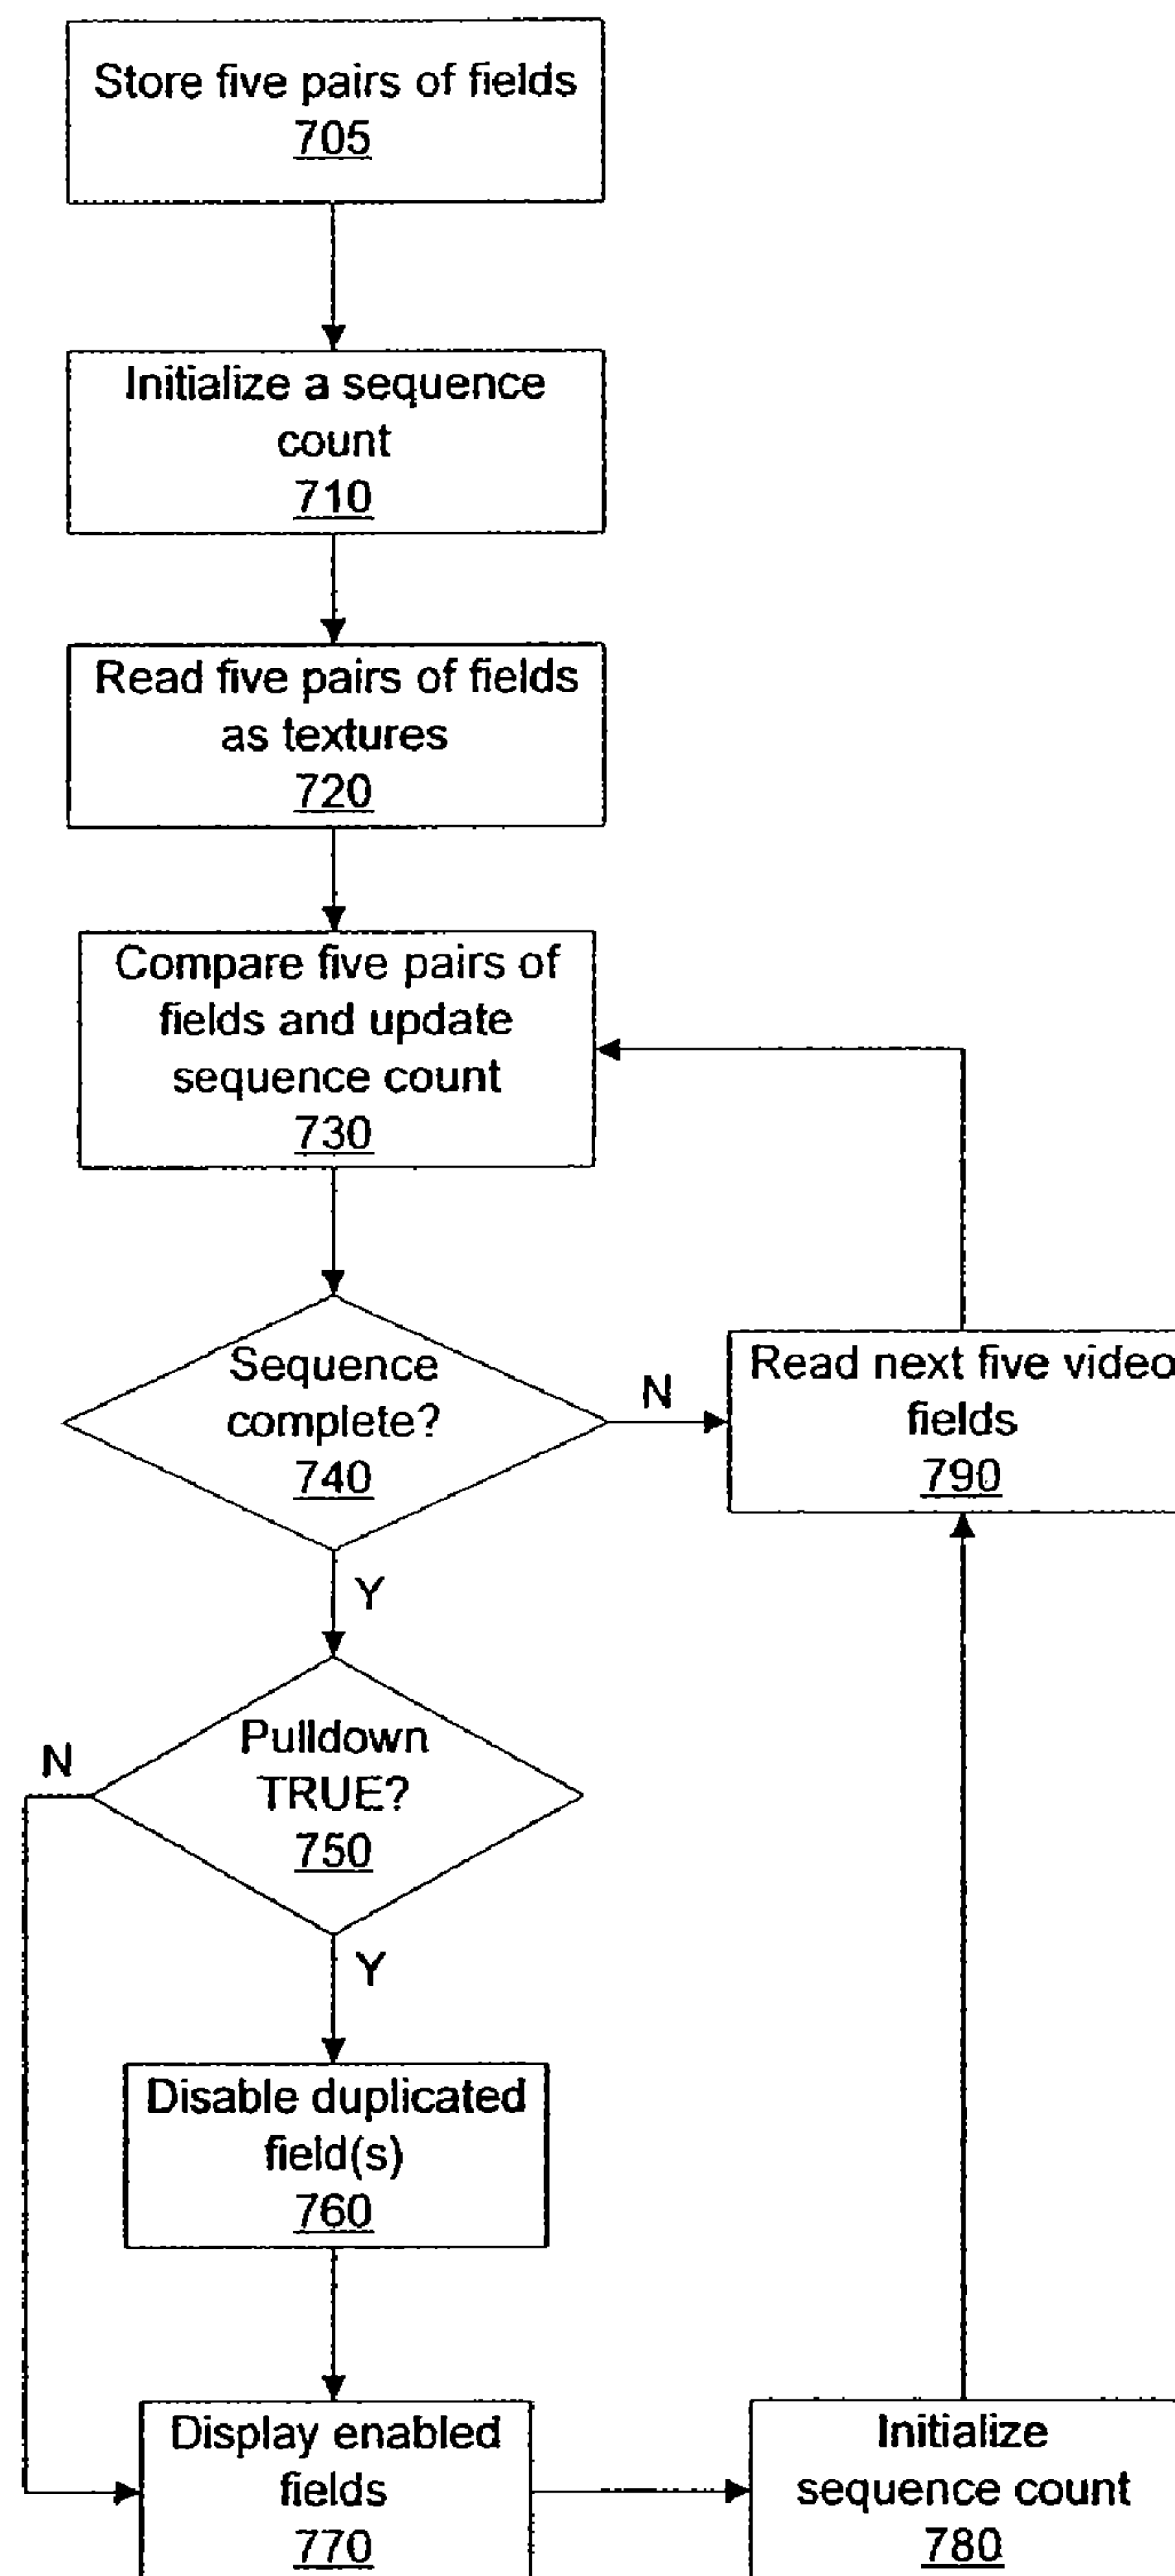 Store five pairs of fields
705
Initialize a sequence
count
710
Read five pairs of fields
as textures
720
Compare five pairs of
fields and update
sequence count
730
Sequence
complete?
740
N
Read next five video
fields
790
Y
Pulldown
TRUE?
750
N
Y
Disable duplicated
field(s)
760
Display enabled
fields
770
Initialize
sequence count
780